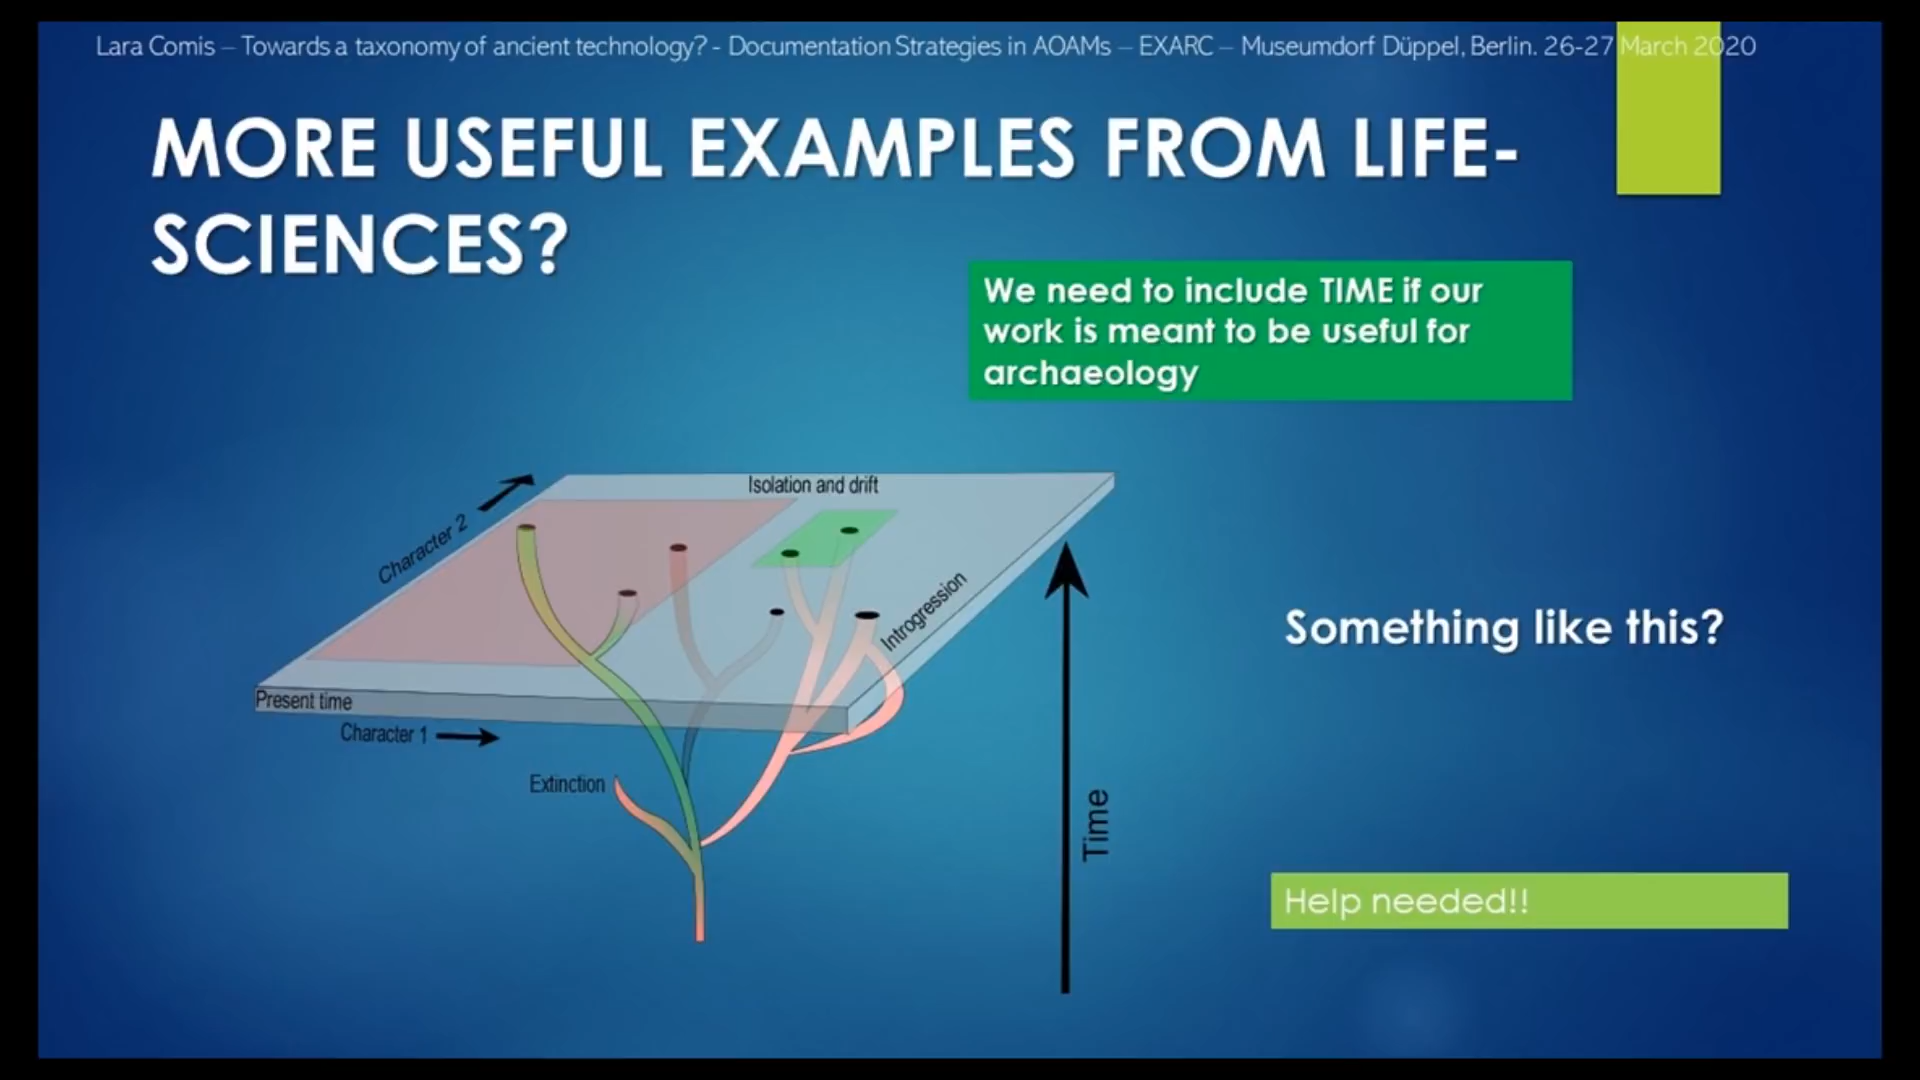 Lara Comis – Towards a taxonomy of ancient technology? - Documentation Strategies in AOAMs – EXARC – Museumdorf Düppel, Berlin. 26-27 March 2020
MORE USEFUL EXAMPLES FROM LIFE-
SCIENCES?
We need to include TIME if our
work is meant to be useful for
archaeology
Isolation and drift
Character 2
Introgression
Present time
Character 1
Extinction
Time
Something like this?
Help needed!!